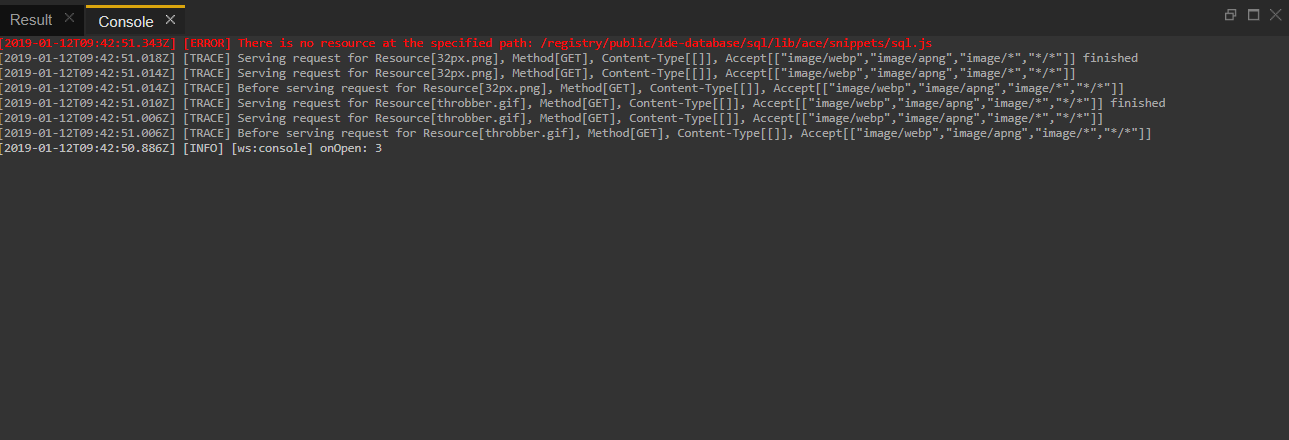 Result
Console
[2019-01-12T09:42:51.343Z] [ERROR] There is no resource at the specified path: /registry/public/ide-database/sql/lib/ace/snippets/sql.js
[2019-01-12T09:42:51.018Z] [TRACE] Serving request for Resource[32px.png], Method[GET], Content-Type[[]], Accept[["image/webp","image/apng","image/*","*/*"]] finished
[2019-01-12T09:42:51.014Z] [TRACE] Serving request for Resource[32px.png], Method[GET], Content-Type[[]], Accept[["image/webp","image/apng","image/*","*/*"]]
[2019-01-12T09:42:51.014Z] [TRACE] Before serving request for Resource[32px.png], Method[GET], Content-Type[[]], Accept[["image/webp","image/apng","image/*","*/*"]]
[2019-01-12T09:42:51.010Z] [TRACE] Serving request for Resource[throbber.gif], Method[GET], Content-Type[[]], Accept[["image/webp","image/apng","image/*","*/*"]] finished
[2019-01-12T09:42:51.006Z] [TRACE] Serving request for Resource[throbber.gif], Method[GET], Content-Type[[]], Accept[["image/webp","image/apng","image/*","*/*"]]
[2019-01-12T09:42:51.006Z] [TRACE] Before serving request for Resource[throbber.gif], Method[GET], Content-Type[[]], Accept[["image/webp","image/apng","image/*","*/*"]]
[2019-01-12T09:42:50.886Z] [INFO] [ws:console] onOpen: 3